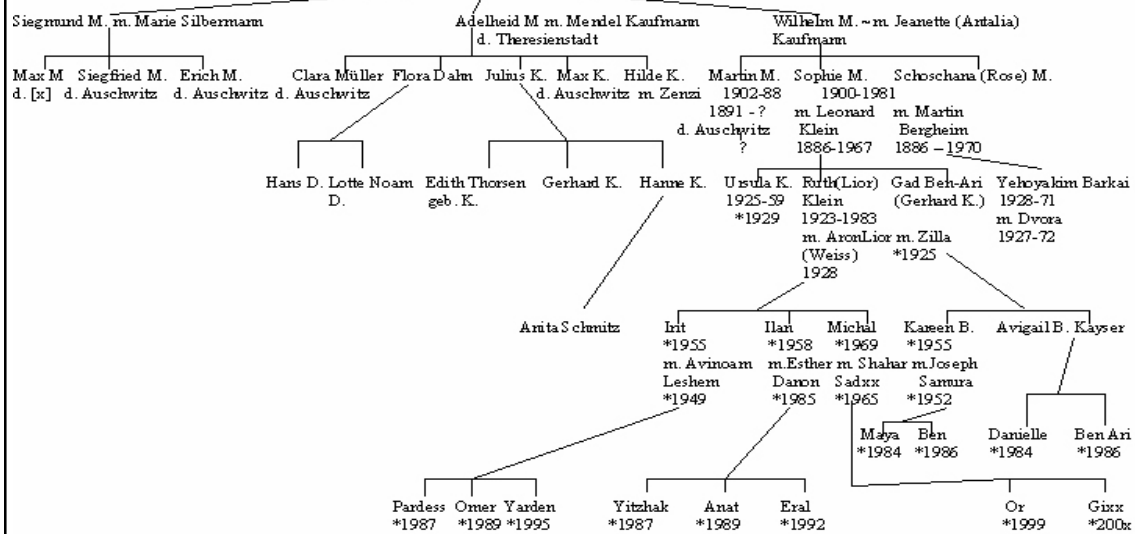 Siegmund M. m. Marie Silbermann Adelheid M m. Mendel Kaufmann Wilhelm M. ~m. Jeanette (Antalia)
d. Theresienstadt Kaufmann
Max M Siegfried M. Erich M. Clara Müller Flora Dahn Julius K. Max K. Hilde K. Martin M. Sophie M. Schoschana (Rose) M.
d. [x] d. Auschwitz d. Auschwitz d. Auschwitz d. Auschwitz m. Zenzi 1902-88 1900-1981
1891 - ? m. Leonard m. Martin
d. Auschwitz Klein Bergheim
? 1886-1967 1886 – 1970
Hans D. Lotte Noam Edith Thorsen Gerhard K. Hanne K. Ursula K. Ruth(Lior) Gad Ben-Ari Yehoyakim Barkai
D. geb. K. 1925-59 Klein (Gerhard K.) 1928-71
*1929 1923-1983 m. Dvora
m. AronLior m. Zilla 1927-72
(Weiss) *1925
1928
Anita Schmitz Irit Ilan Michal Kareen B. Avigail B. Kayser
*1955 *1958 *1969 *1955
m. Avinoam m.Esther m. Shahar m.Joseph
Leshem Danon Sadxx Samura
*1949 *1985 *1965 *1952
Maya Ben Danielle Ben Ari
*1984 *1986 *1984 *1986
Pardess Omer Yarden Yitzhak Anat Eral Or Gixx
*1987 *1989 *1995 *1987 *1989 *1992 *1999 *200x